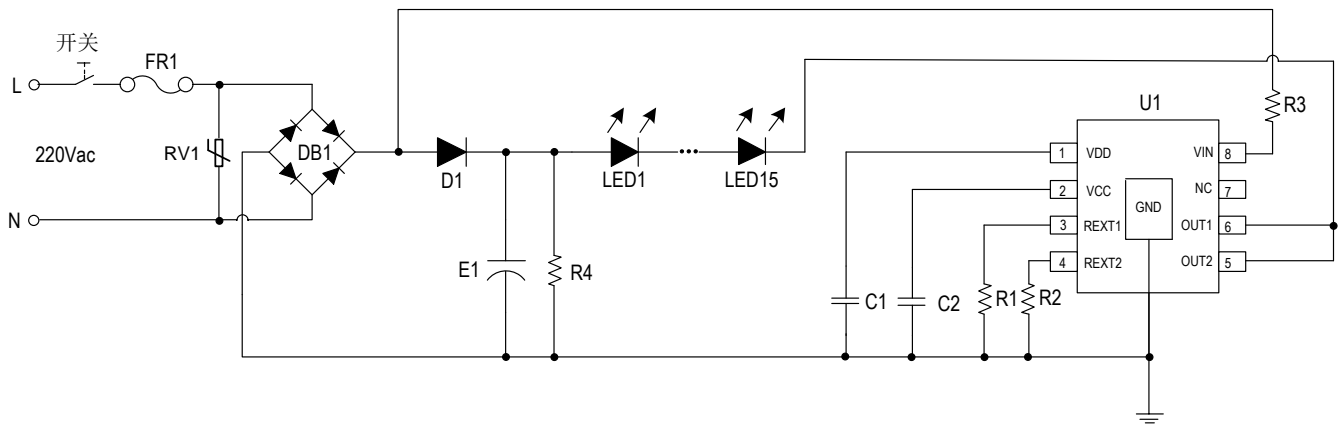 开关
FR1
L
220Vac
RV1
DB1
N
D1
LED1
LED15
E1
R4
C1
C2
R1
R2
U1
R3
1 VDD
2 VCC
3 REXT1
4 REXT2
GND
VIN 8
NC 7
OUT1 6
OUT2 5